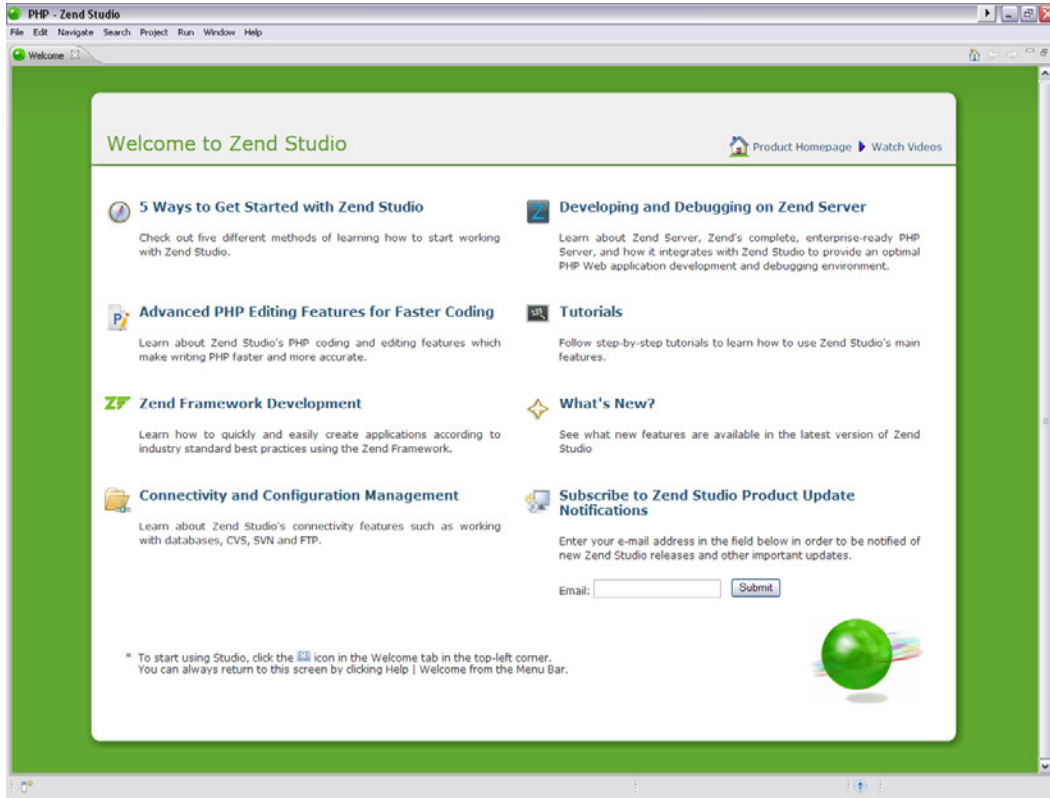 PHP - Zend Studio
File Edit Navigate Search Project Run Window Help
Welcome
Welcome to Zend Studio
Product Homepage
Watch Videos
5 Ways to Get Started with Zend Studio
Check out five different methods of learning how to start working
with Zend Studio.
Developing and Debugging on Zend Server
Learn about Zend Server, Zend's complete, enterprise-ready PHP
Server, and how it integrates with Zend Studio to provide an optimal
PHP Web application development and debugging environment.
Advanced PHP Editing Features for Faster Coding
Learn about Zend Studio's PHP coding and editing features which
make writing PHP faster and more accurate.
Tutorials
Follow step-by-step tutorials to learn how to use Zend Studio's main
features.
Zend Framework Development
Learn how to quickly and easily create applications according to
industry standard best practices using the Zend Framework.
What's New?
See what new features are available in the latest version of Zend
Studio
Connectivity and Configuration Management
Learn about Zend Studio's connectivity features such as working
with databases, CVS, SVN and FTP.
Subscribe to Zend Studio Product Update
Notifications
Enter your e-mail address in the field below in order to be notified of
new Zend Studio releases and other important updates.
Email:
Submit
* To start using Studio, click the icon in the Welcome tab in the top-left corner.
You can always return to this screen by clicking Help | Welcome from the Menu Bar.